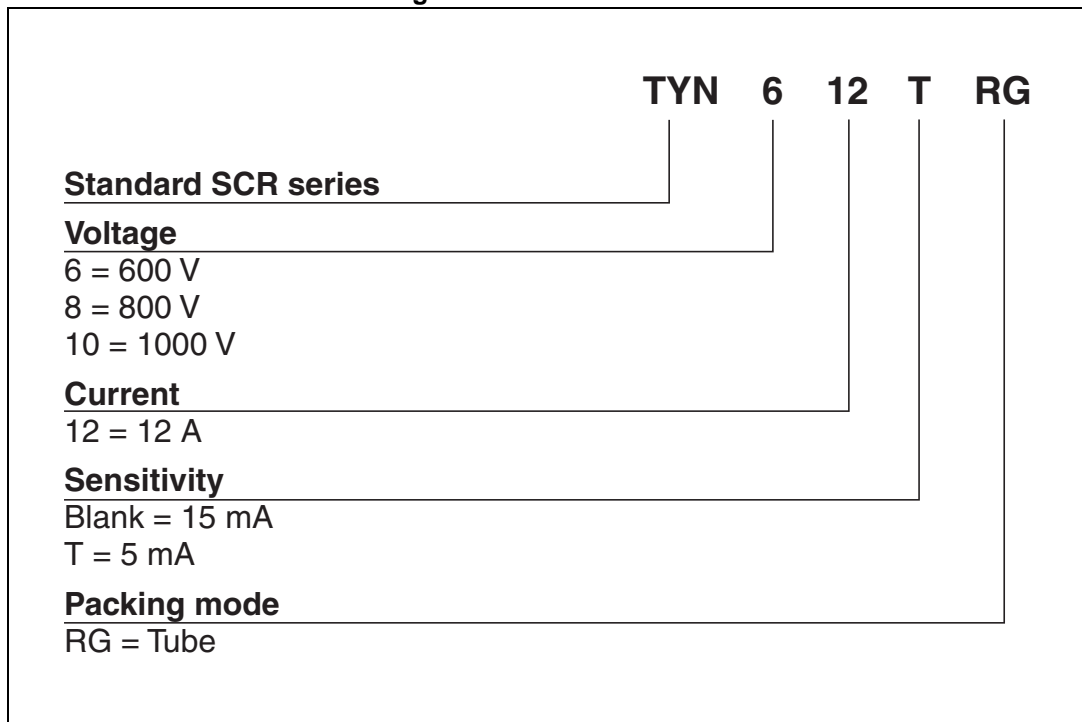 TYN 6 12 T RG
Standard SCR series
Voltage
6 = 600 V
8 = 800 V
10 = 1000 V
Current
12 = 12 A
Sensitivity
Blank = 15 mA
T = 5 mA
Packing mode
RG = Tube